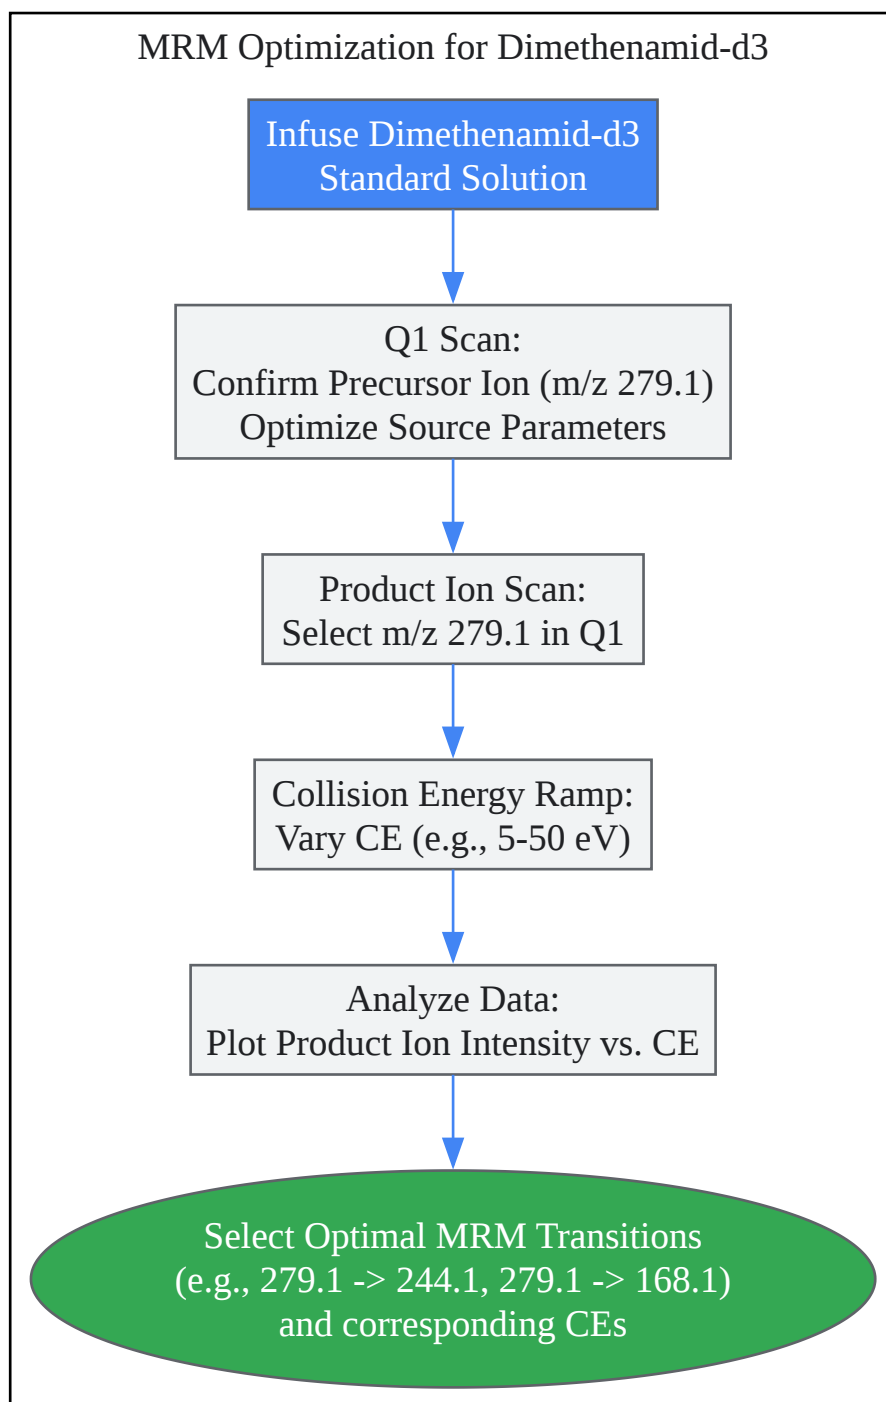 MRM Optimization for Dimethenamid-d3
Infuse Dimethenamid-d3
Standard Solution
Q1 Scan:
Confirm Precursor Ion (m/z 279.1)
Optimize Source Parameters
Product Ion Scan:
Select m/z 279.1 in Q1
Collision Energy Ramp:
Vary CE (e.g., 5-50 eV)
Analyze Data:
Plot Product Ion Intensity vs. CE
Select Optimal MRM Transitions
(e.g., 279.1 -> 244.1, 279.1 -> 168.1)
and corresponding CEs